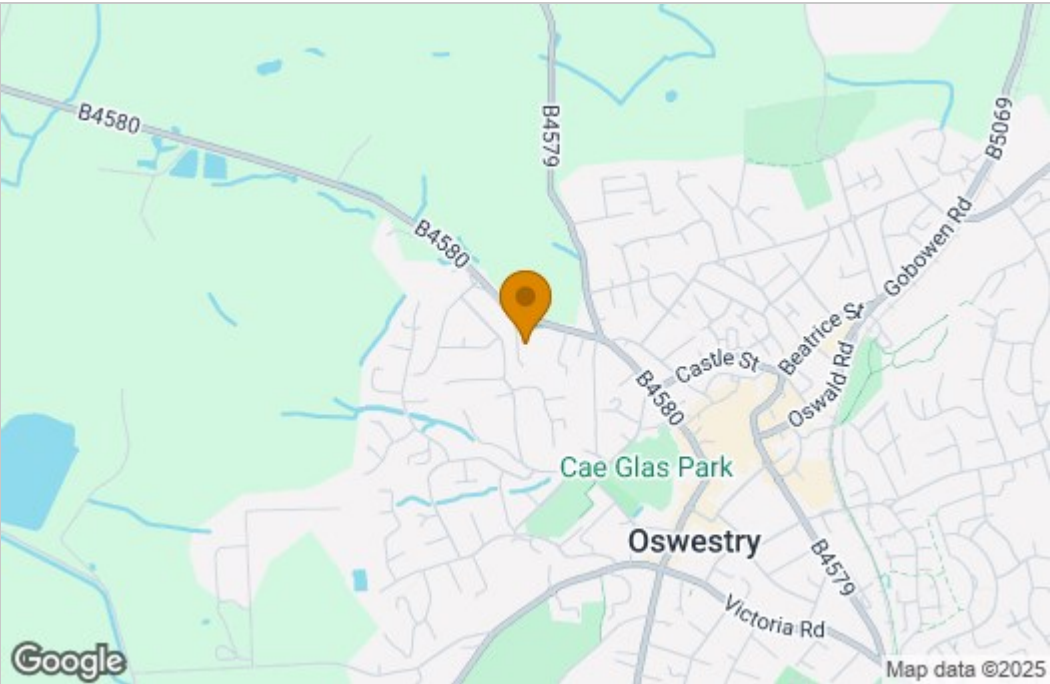 B4580
B4579
B5069
B4580
Gobowen Rd
Beatrice St
Castle St
Oswald Rd
B4580
Cae Glas Park
Oswestry
B4579
Victoria Rd
Google
Map data ©2025